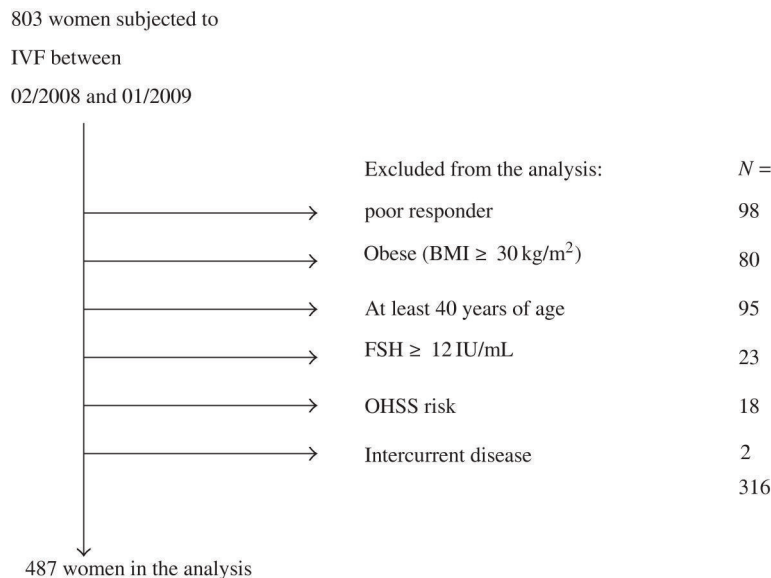 803 women subjected to
IVF between
02/2008 and 01/2009
Excluded from the analysis: N =
poor responder 98
Obese (BMI ≥ 30 kg/m²) 80
At least 40 years of age 95
FSH ≥ 12 IU/mL 23
OHSS risk 18
Intercurrent disease 2
316
487 women in the analysis